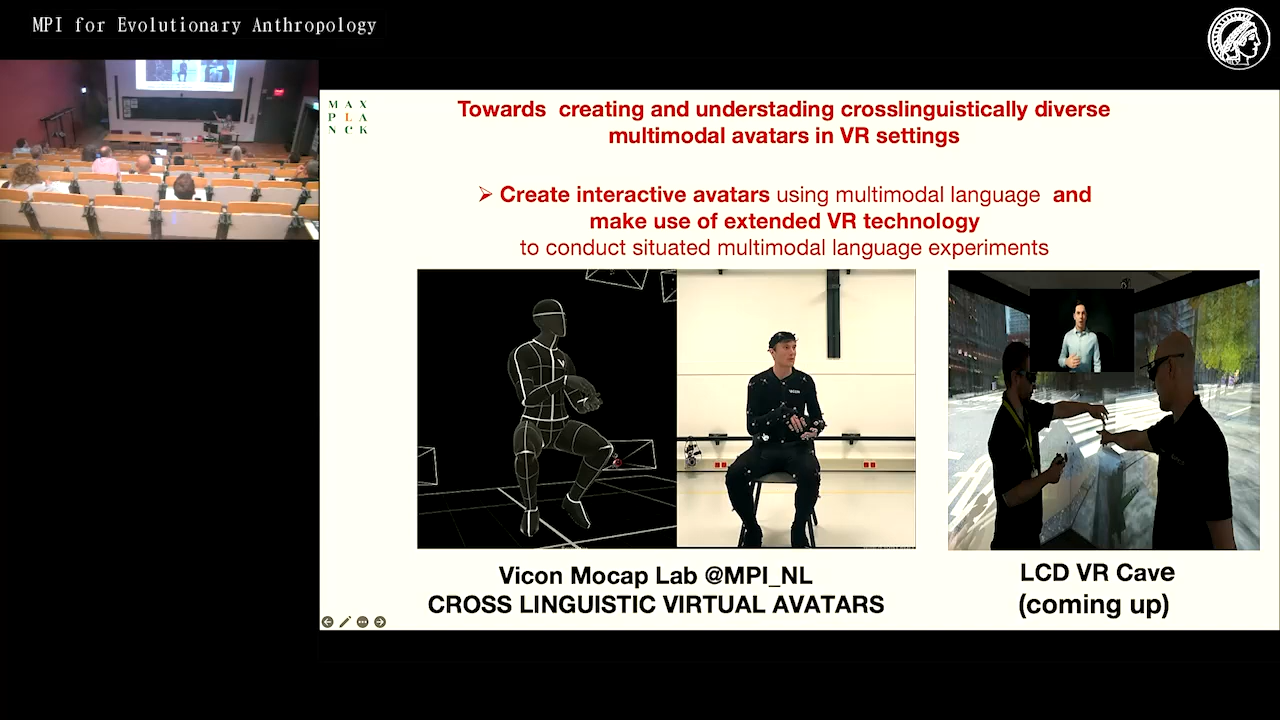 MPI for Evolutionary Anthropology
MAX
PLA
NCK
Towards creating and understading crosslinguistically diverse
multimodal avatars in VR settings
➢ Create interactive avatars using multimodal language and
make use of extended VR technology
to conduct situated multimodal language experiments
Vicon Mocap Lab @MPI_NL
CROSS LINGUISTIC VIRTUAL AVATARS
LCD VR Cave
(coming up)